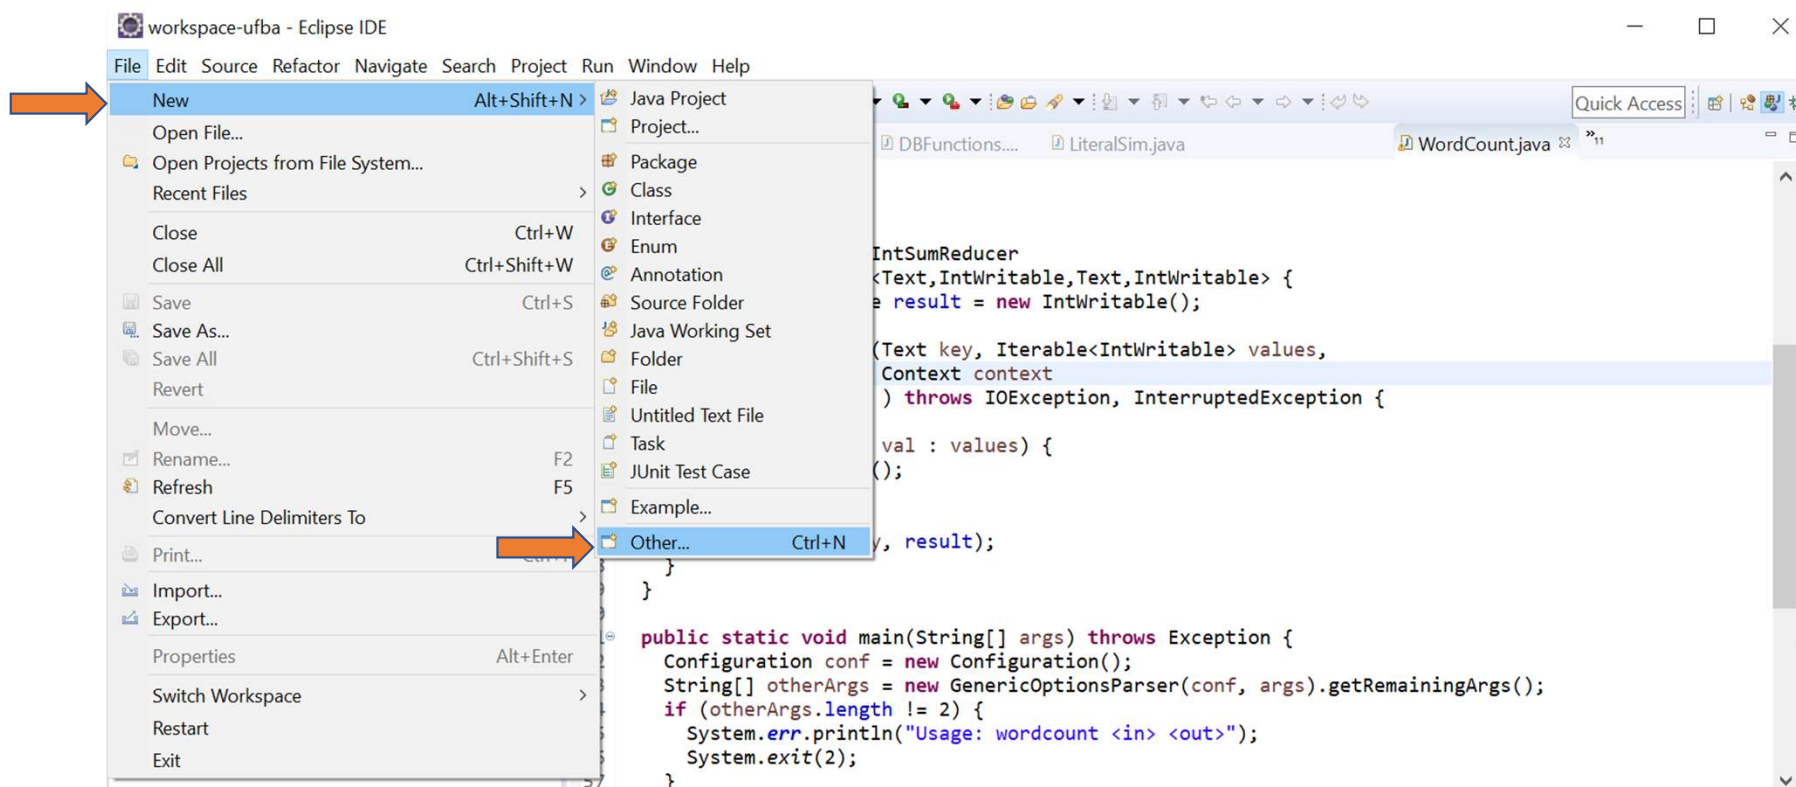 workspace-ufba - Eclipse IDE
File Edit Source Refactor Navigate Search Project Run Window Help
New Alt+Shift+N >
Open File...
Open Projects from File System...
Recent Files >
Close Ctrl+W
Close All Ctrl+Shift+W
Save Ctrl+S
Save As...
Save All Ctrl+Shift+S
Revert
Move...
Rename... F2
Refresh F5
Convert Line Delimiters To >
Print...
Import...
Export...
Properties Alt+Enter
Switch Workspace >
Restart
Exit
Java Project
Project...
Package
Class
Interface
Enum
Annotation
Source Folder
Java Working Set
Folder
File
Untitled Text File
Task
JUnit Test Case
Example...
Other... Ctrl+N
Quick Access
DBFunctions.... LiteralSim.java WordCount.java »11
IntSumReducer
<Text,IntWritable,Text,IntWritable> {
result = new IntWritable();
(Text key, Iterable<IntWritable> values,
Context context
) throws IOException, InterruptedException {
val : values) {
();
, result);
}
}
public static void main(String[] args) throws Exception {
Configuration conf = new Configuration();
String[] otherArgs = new GenericOptionsParser(conf, args).getRemainingArgs();
if (otherArgs.length != 2) {
System.err.println("Usage: wordcount <in> <out>");
System.exit(2);
}